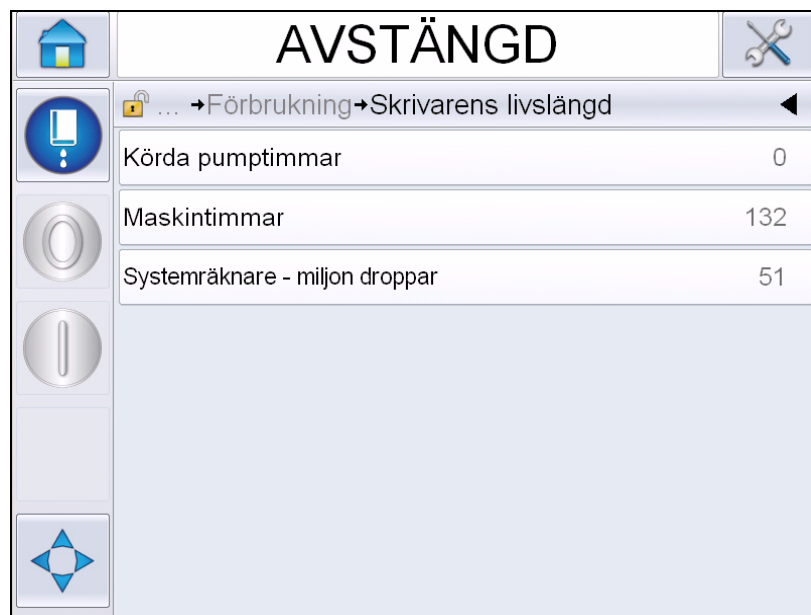 AVSTÄNGD
... →Förbrukning→Skrivarens livslängd
Körda pumptimmar 0
Maskintimmar 132
Systemräknare - miljon droppar 51